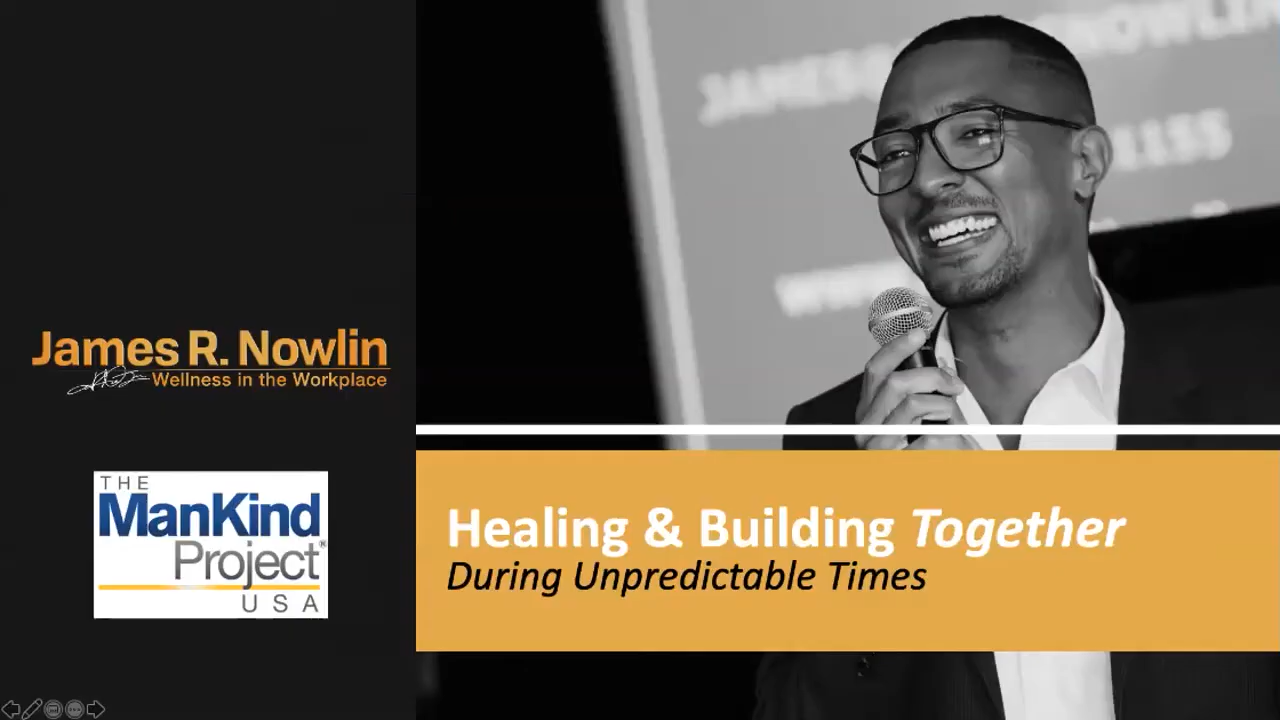 James R. Nowlin
Wellness in the Workplace
THE
ManKind
Project®
USA
Healing & Building Together
During Unpredictable Times